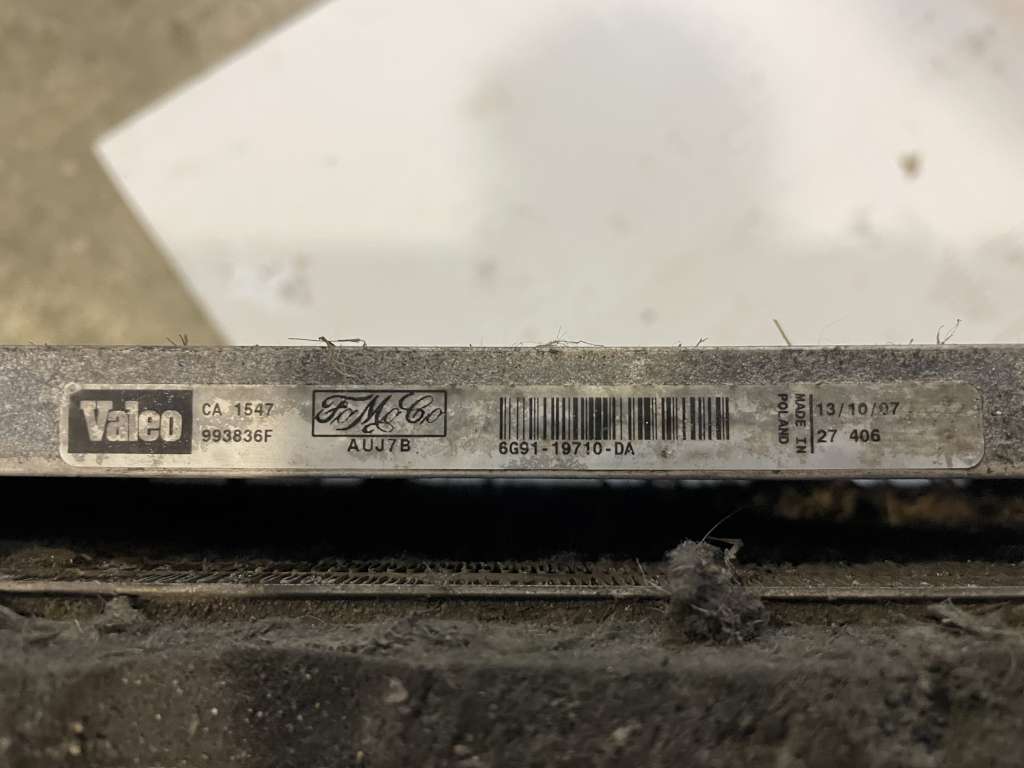 Valeo
CA 1547
993836F
FoMoCo
AUJ7B
6G91-19710-DA
MADE IN
POLAND
13/10/07
27 406